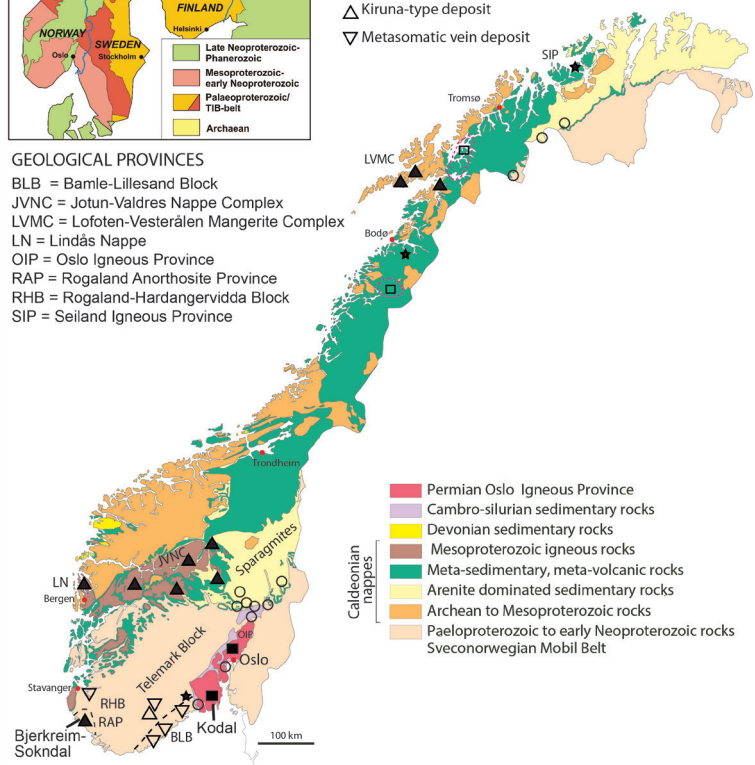 FINLAND
Helsinki
NORWAY
Oslo
SWEDEN
Stockholm
Late Neoproterozoic-
Phanerozoic
Mesoproterozoic-
early Neoproterozoic
Palaeoproterozoic/
TIB-belt
Archaean
Kiruna-type deposit
Metasomatic vein deposit
GEOLOGICAL PROVINCES
BLB = Bamle-Lillesand Block
JVNC = Jotun-Valdres Nappe Complex
LVMC = Lofoten-Vesterålen Mangerite Complex
LN = Lindås Nappe
OIP = Oslo Igneous Province
RAP = Rogaland Anorthosite Province
RHB = Rogaland-Hardangervidda Block
SIP = Seiland Igneous Province
SIP
Tromsø
LVMC
Bodø
Trondheim
JVNC
Sparagmites
LN
Bergen
Telemark Block
OIP
Oslo
Stavanger
RHB
RAP
Bjerkreim-
Sokndal
BLB
Kodal
100 km
Permian Oslo Igneous Province
Cambro-silurian sedimentary rocks
Devonian sedimentary rocks
Caldeonian
nappes
Mesoproterozoic igneous rocks
Meta-sedimentary, meta-volcanic rocks
Arenite dominated sedimentary rocks
Archean to Mesoproterozoic rocks
Paeloproterozoic to early Neoproterozoic rocks
Sveconorwegian Mobil Belt